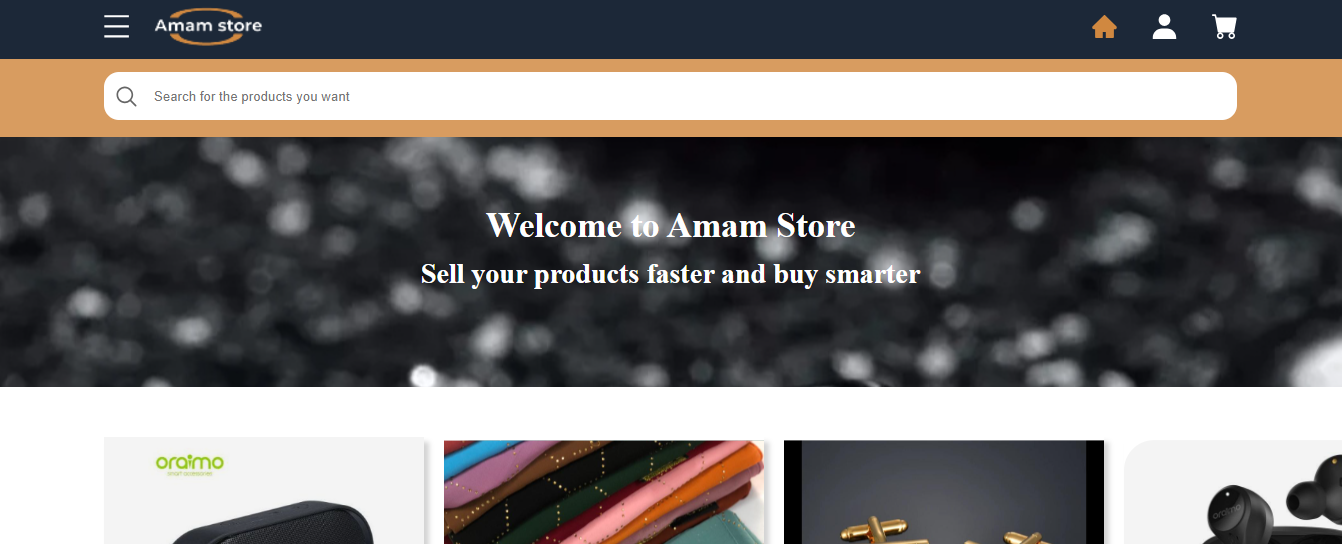 Amam store
Search for the products you want
Welcome to Amam Store
Sell your products faster and buy smarter
oraimo
smart accessories
oraimo